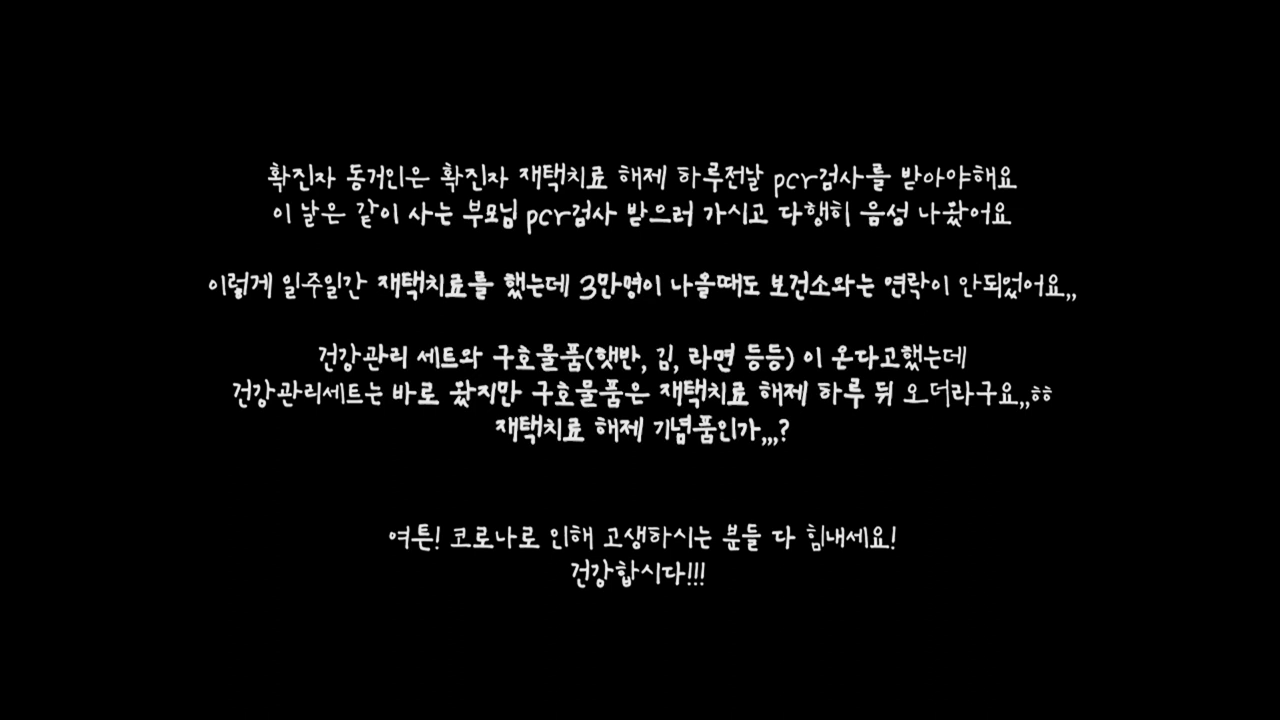 확진자 동거인은 확진자 재택치료 해제 하루전날 pcr검사를 받아야해요
이 날은 같이 사는 부모님 pcr검사 받으러 가시고 다행히 음성 나왔어요
이렇게 일주일간 재택치료를 했는데 3만명이 나올때도 보건소와는 연락이 안되었어요,,
건강관리 세트와 구호물품(햇반, 김, 라면 등등) 이 온다고했는데
건강관리세트는 바로 왔지만 구호물품은 재택치료 해제 하루 뒤 오더라구요,,ㅎㅎ
재택치료 해제 기념품인가,,,?
여튼! 코로나로 인해 고생하시는 분들 다 힘내세요!
건강합시다!!!